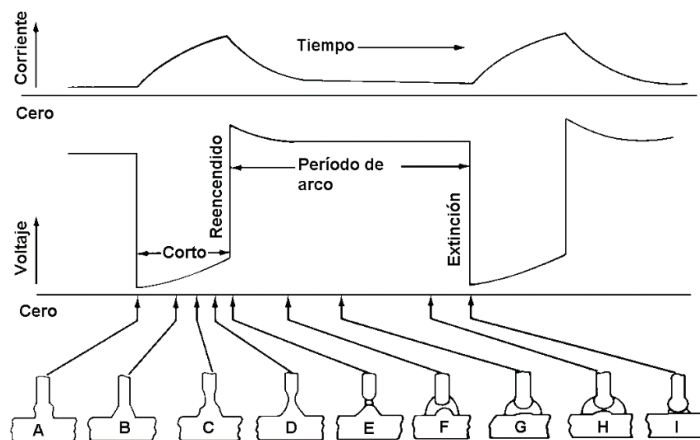 Corriente
Tiempo
Cero
Reencendido
Período de
arco
Extinción
Voltaje
Corto
Cero
A B C D E F G H I